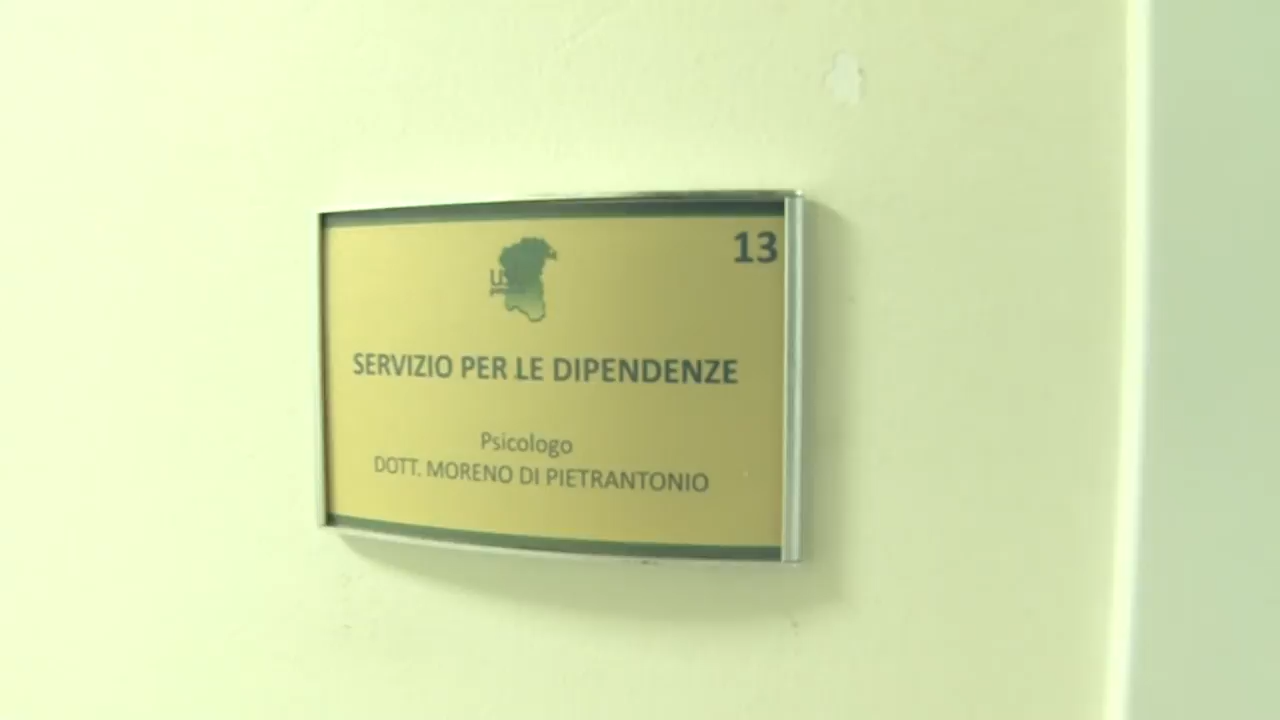 13
SERVIZIO PER LE DIPENDENZE
Psicologo
DOTT. MORENO DI PIETRANTONIO